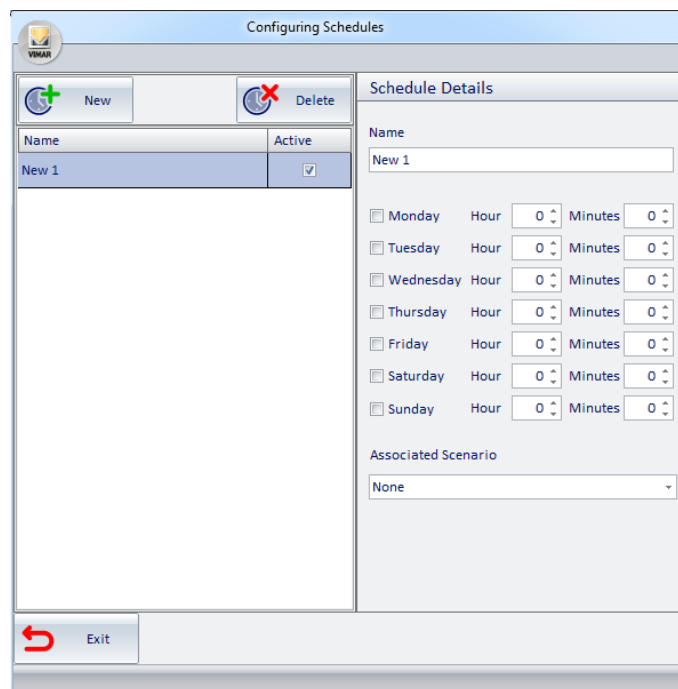 Configuring Schedules
VIMAR
New
Delete
Name Active
New 1
Schedule Details
Name
New 1
Monday Hour 0 Minutes 0
Tuesday Hour 0 Minutes 0
Wednesday Hour 0 Minutes 0
Thursday Hour 0 Minutes 0
Friday Hour 0 Minutes 0
Saturday Hour 0 Minutes 0
Sunday Hour 0 Minutes 0
Associated Scenario
None
Exit